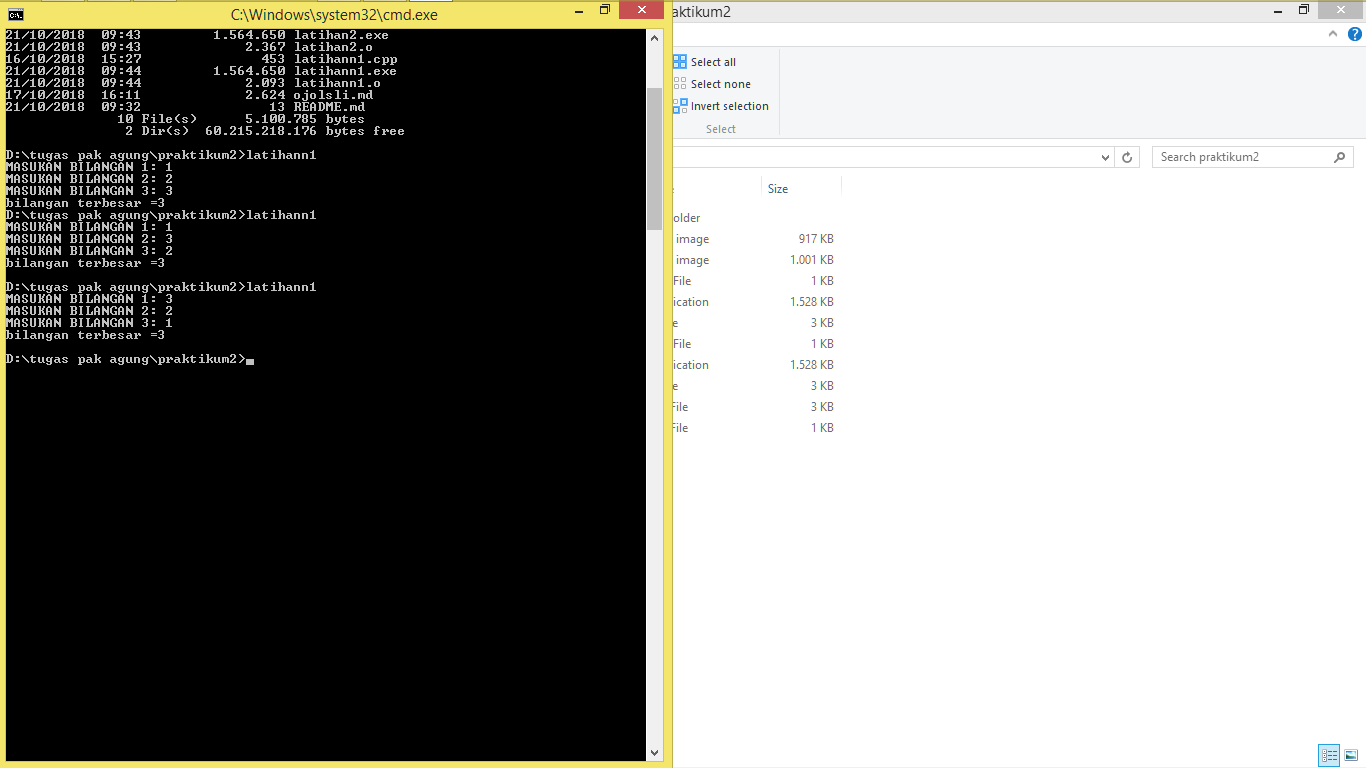 C:\Windows\system32\cmd.exe
21/10/2018 09:43 1.564.650 latihan2.exe
21/10/2018 09:43 2.367 latihan2.o
16/10/2018 15:27 453 latihann1.cpp
21/10/2018 09:44 1.564.650 latihann1.exe
21/10/2018 09:44 2.093 latihann1.o
17/10/2018 16:11 2.624 ojolsli.md
21/10/2018 09:32 13 README.md
10 File(s) 5.100.785 bytes
2 Dir(s) 60.215.218.176 bytes free
D:\tugas pak agung\praktikum2>latihann1
MASUKAN BILANGAN 1: 1
MASUKAN BILANGAN 2: 2
MASUKAN BILANGAN 3: 3
bilangan terbesar =3
D:\tugas pak agung\praktikum2>latihann1
MASUKAN BILANGAN 1: 1
MASUKAN BILANGAN 2: 3
MASUKAN BILANGAN 3: 2
bilangan terbesar =3
D:\tugas pak agung\praktikum2>latihann1
MASUKAN BILANGAN 1: 3
MASUKAN BILANGAN 2: 2
MASUKAN BILANGAN 3: 1
bilangan terbesar =3
D:\tugas pak agung\praktikum2>
aktikum2
Select all
Select none
Invert selection
Select
Search praktikum2
Size
older
image 917 KB
image 1.001 KB
File 1 KB
ication 1.528 KB
e 3 KB
File 1 KB
ication 1.528 KB
e 3 KB
File 3 KB
File 1 KB